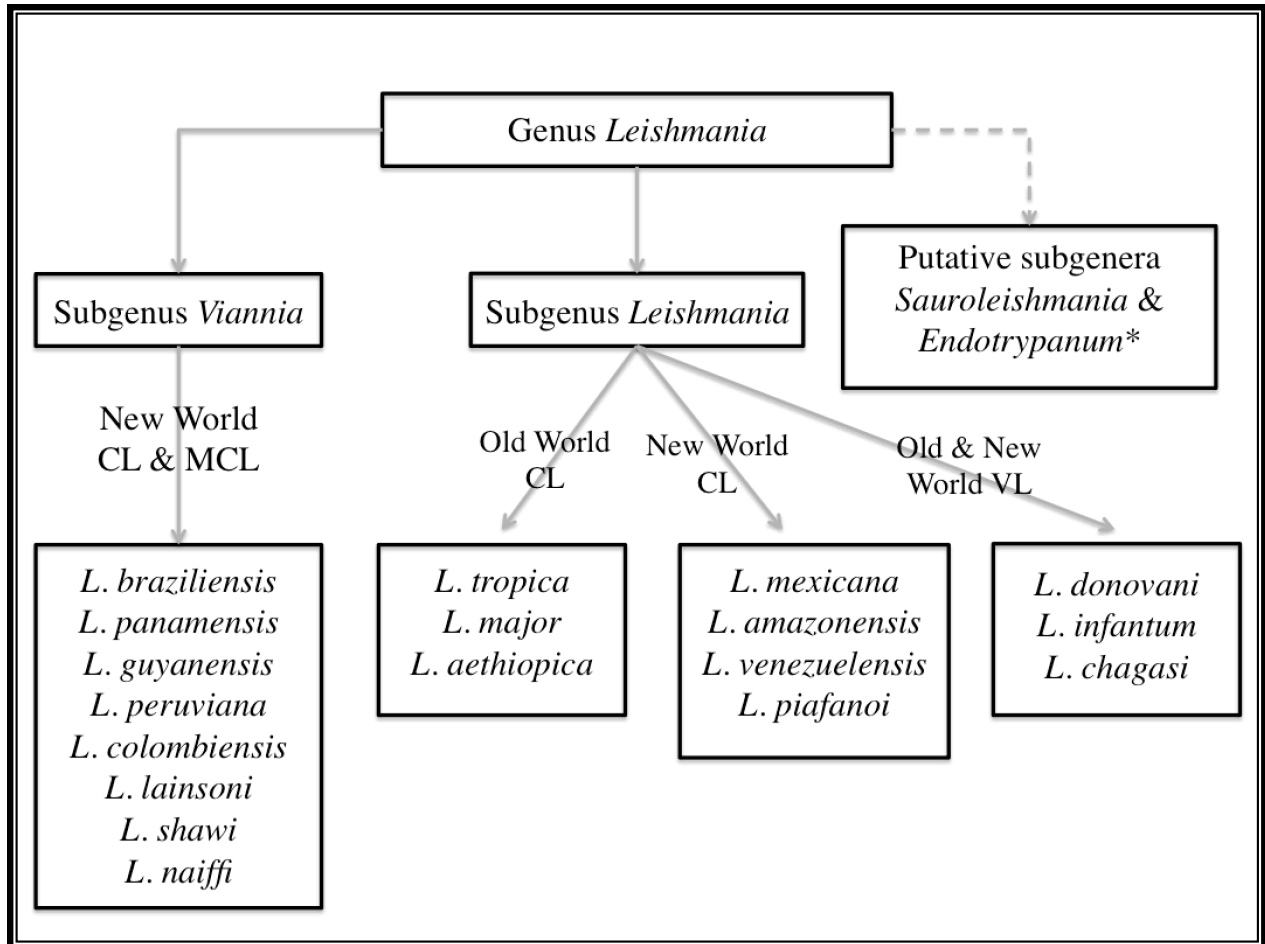 Genus Leishmania
Subgenus Viannia
Subgenus Leishmania
Putative subgenera
Sauroleishmania &
Endotrypanum*
New World
CL & MCL
Old World
CL
New World
CL
Old & New
World VL
L. braziliensis
L. panamensis
L. guyanensis
L. peruviana
L. colombiensis
L. lainsoni
L. shawi
L. naiffi
L. tropica
L. major
L. aethiopica
L. mexicana
L. amazonensis
L. venezuelensis
L. piafanoi
L. donovani
L. infantum
L. chagasi